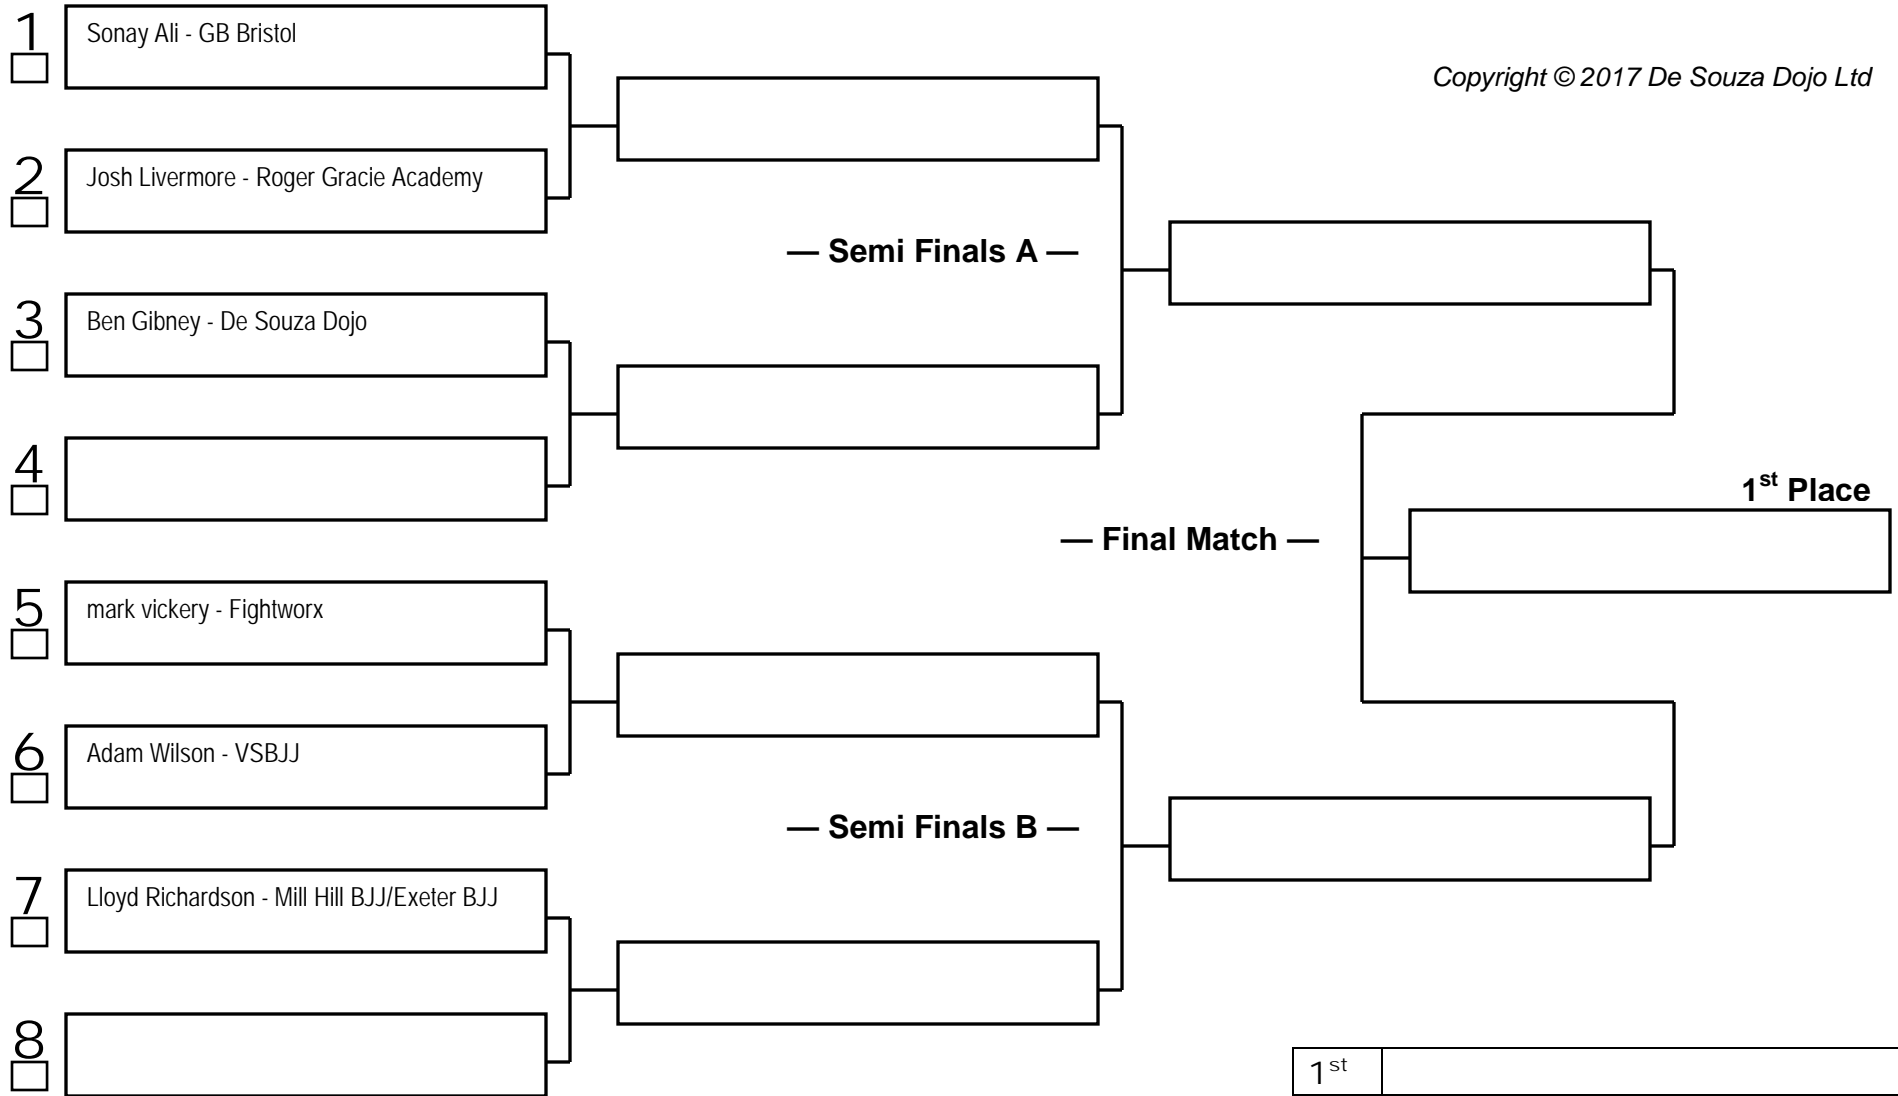 1
Sonay Ali - GB Bristol
Copyright © 2017 De Souza Dojo Ltd
2
Josh Livermore - Roger Gracie Academy
— Semi Finals A —
3
Ben Gibney - De Souza Dojo
4
1st Place
— Final Match —
5
mark vickery - Fightworx
6
Adam Wilson - VSBJJ
— Semi Finals B —
7
Lloyd Richardson - Mill Hill BJJ/Exeter BJJ
8
1st